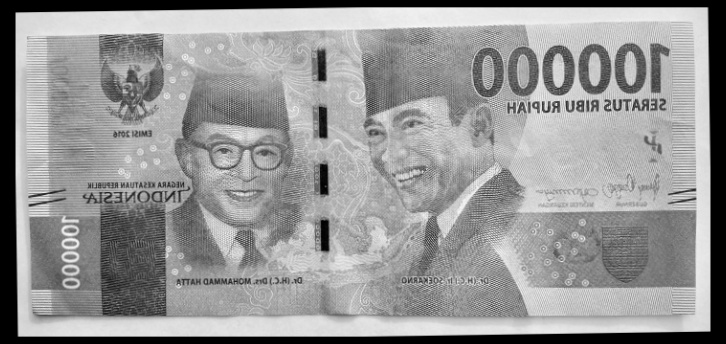 100000
SERATUS RIBU RUPIAH
EMISI 2016
NEGARA KESATUAN REPUBLIK
INDONESIA
GUBERNUR
MENTERI KEUANGAN
100000
Dr. (H.C.) Ir. SOEKARNO
Dr. (H.C.) Drs. MOHAMMAD HATTA